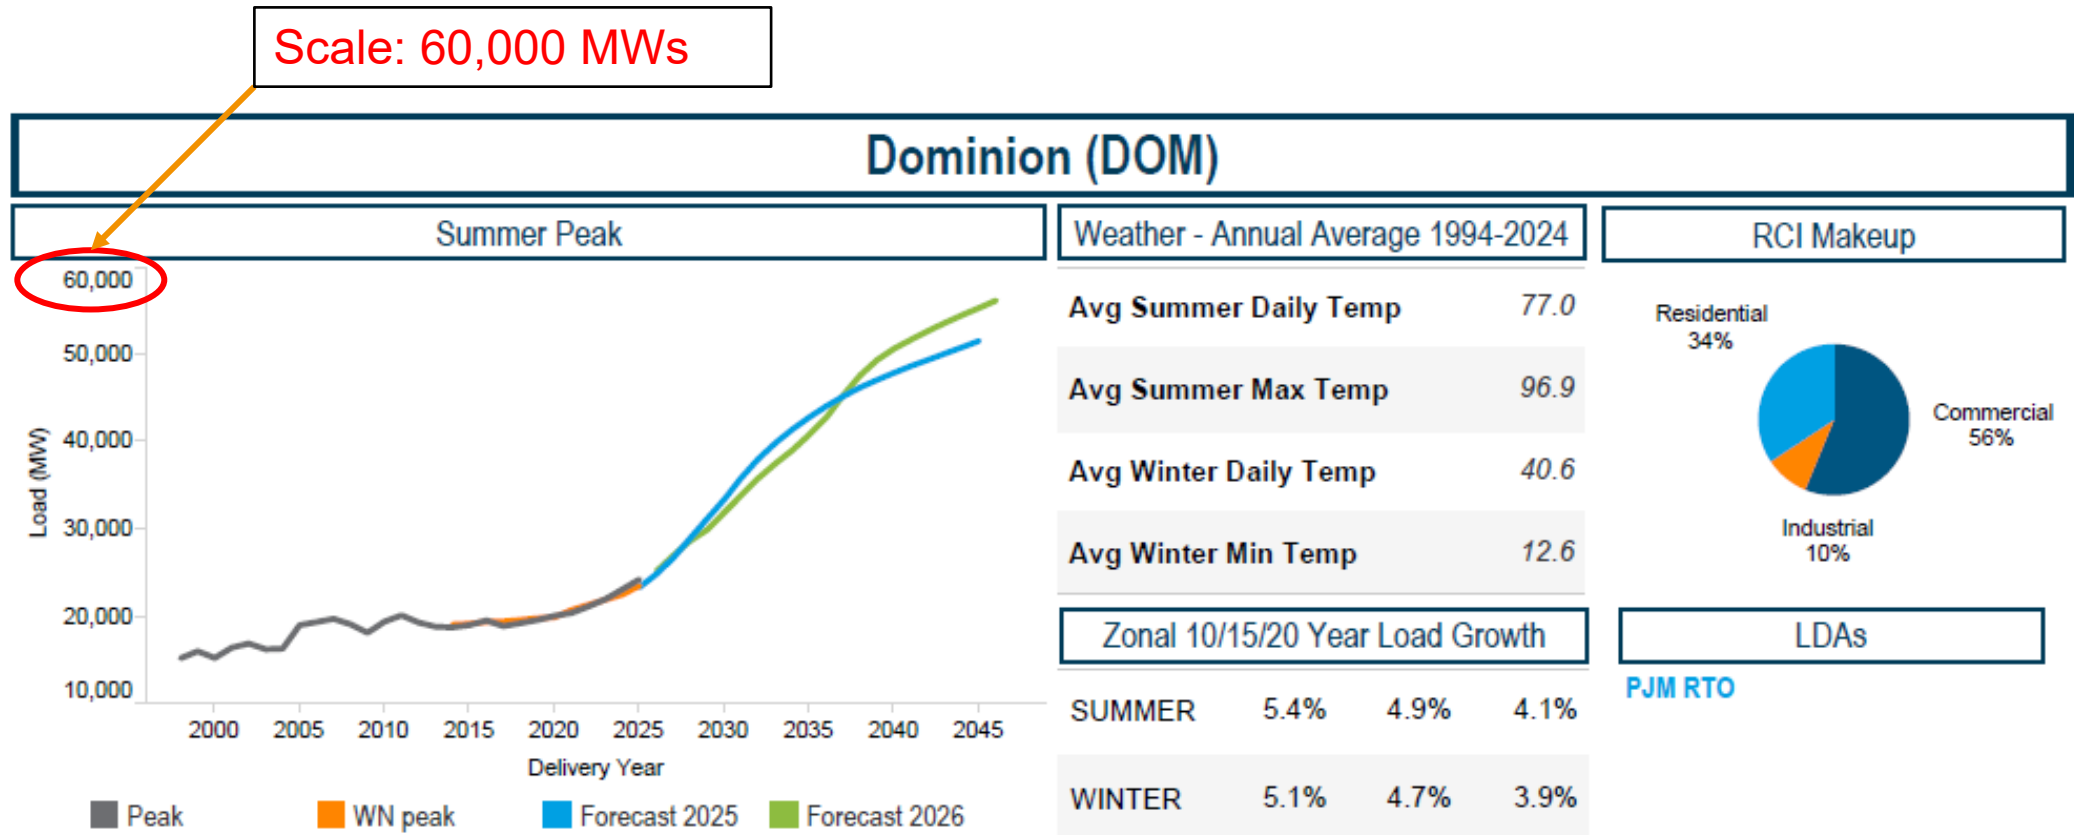 Scale: 60,000 MWs
Dominion (DOM)
Summer Peak
60,000
50,000
40,000
30,000
20,000
10,000
Load (MW)
2000 2005 2010 2015 2020 2025 2030 2035 2040 2045
Delivery Year
Peak WN peak Forecast 2025 Forecast 2026
Weather - Annual Average 1994-2024
Avg Summer Daily Temp 77.0
Avg Summer Max Temp 96.9
Avg Winter Daily Temp 40.6
Avg Winter Min Temp 12.6
Zonal 10/15/20 Year Load Growth
SUMMER 5.4% 4.9% 4.1%
WINTER 5.1% 4.7% 3.9%
RCI Makeup
Residential
34%
Commercial
56%
Industrial
10%
LDAs
PJM RTO